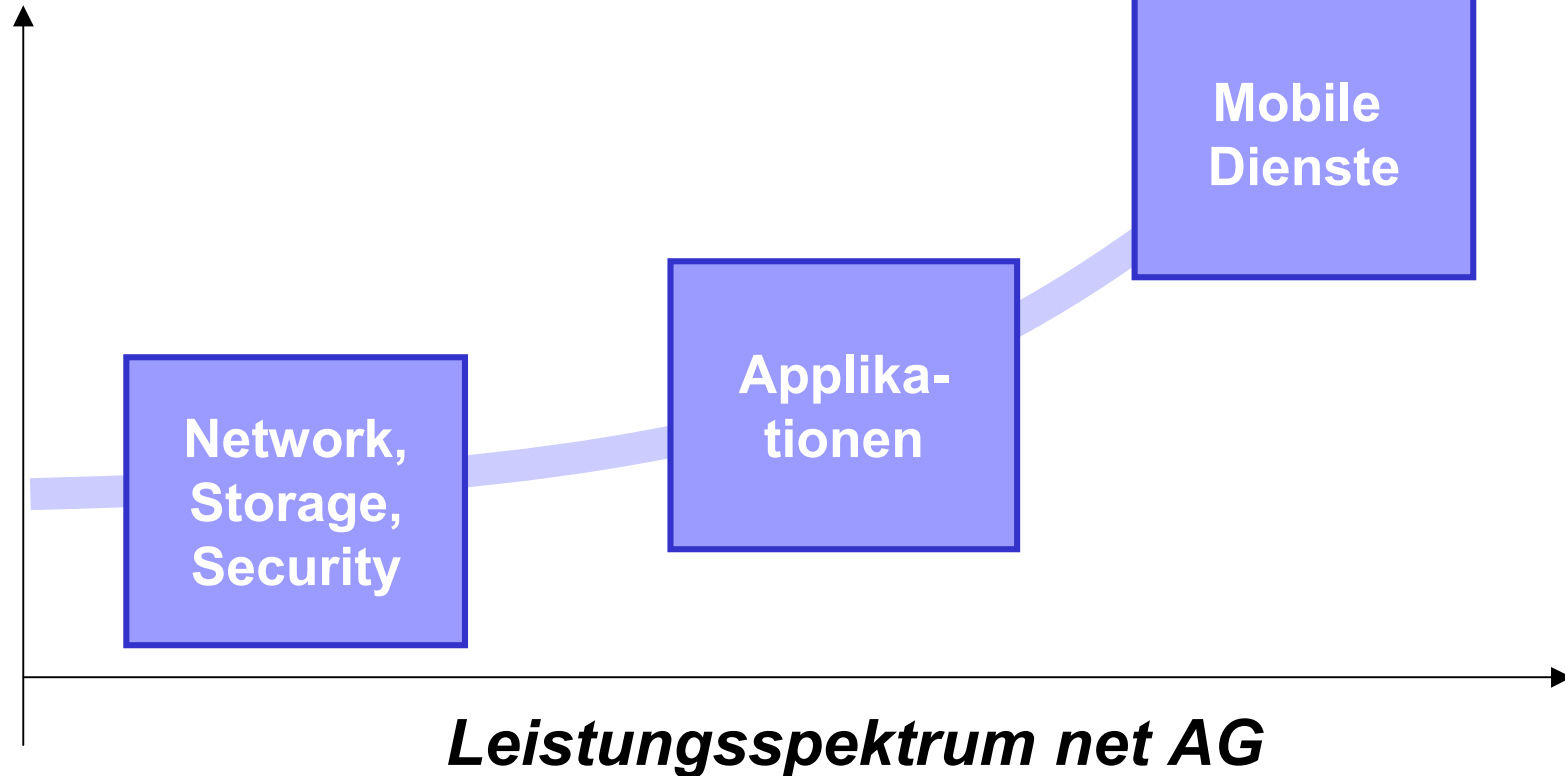 Mobile
Dienste
Applika-
tionen
Network,
Storage,
Security
Leistungsspektrum net AG